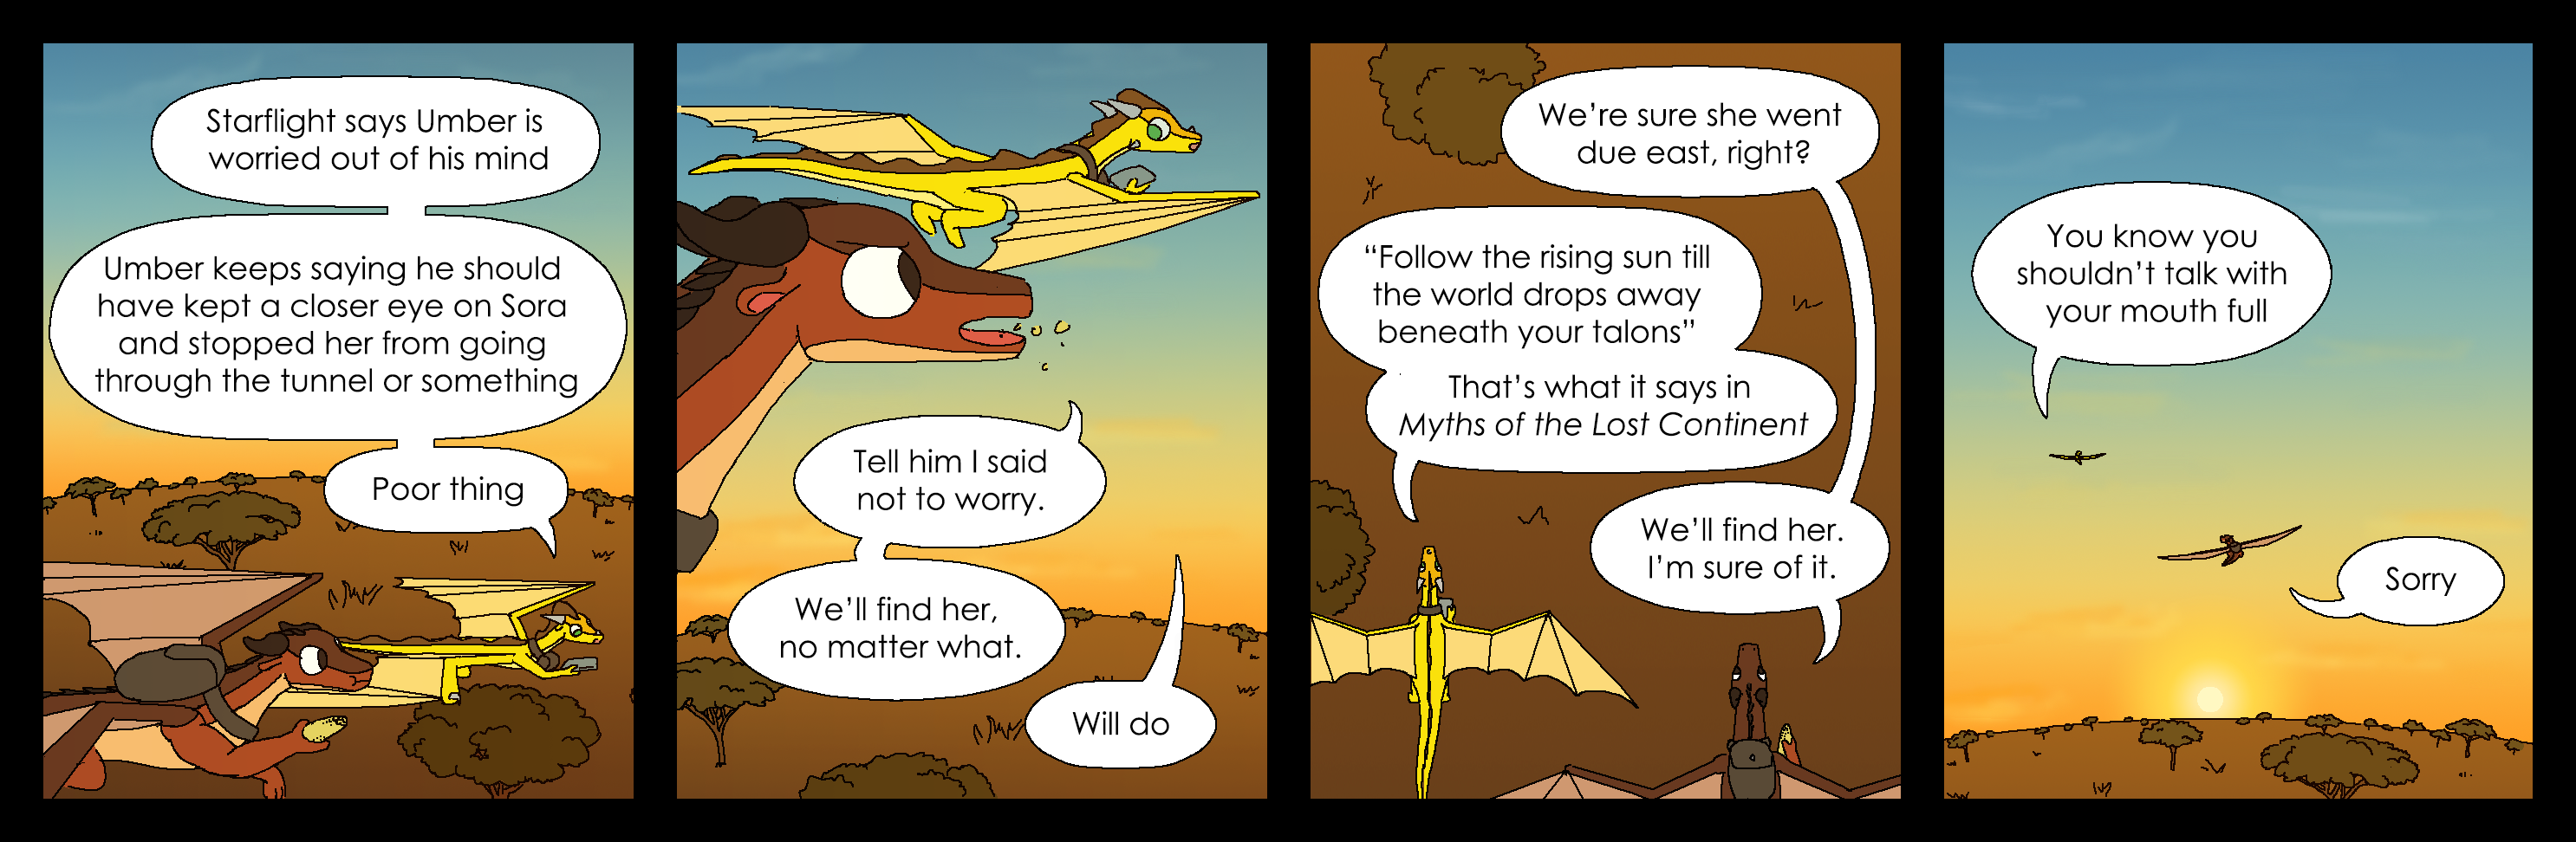 Starflight says Umber is
worried out of his mind
Umber keeps saying he should
have kept a closer eye on Sora
and stopped her from going
through the tunnel or something
Poor thing
Tell him I said
not to worry.
We'll find her,
no matter what.
Will do
We're sure she went
due east, right?
“Follow the rising sun till
the world drops away
beneath your talons”
That's what it says in
Myths of the Lost Continent
We'll find her.
I'm sure of it.
You know you
shouldn't talk with
your mouth full
Sorry